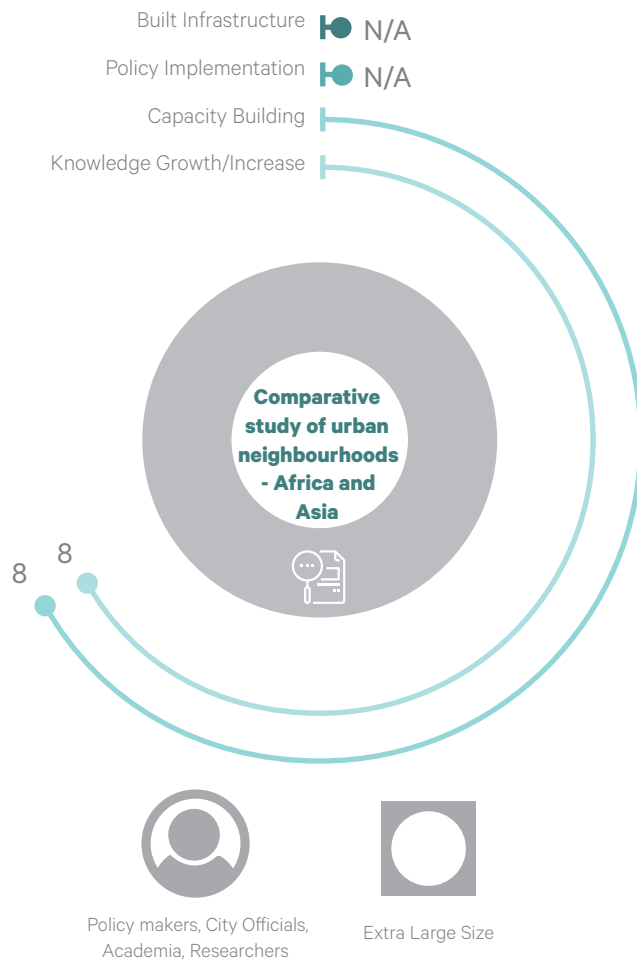 Built Infrastructure
N/A
Policy Implementation
N/A
Capacity Building
Knowledge Growth/Increase
Comparative
study of urban
neighbourhoods
- Africa and
Asia
8
8
Policy makers, City Officials,
Academia, Researchers
Extra Large Size